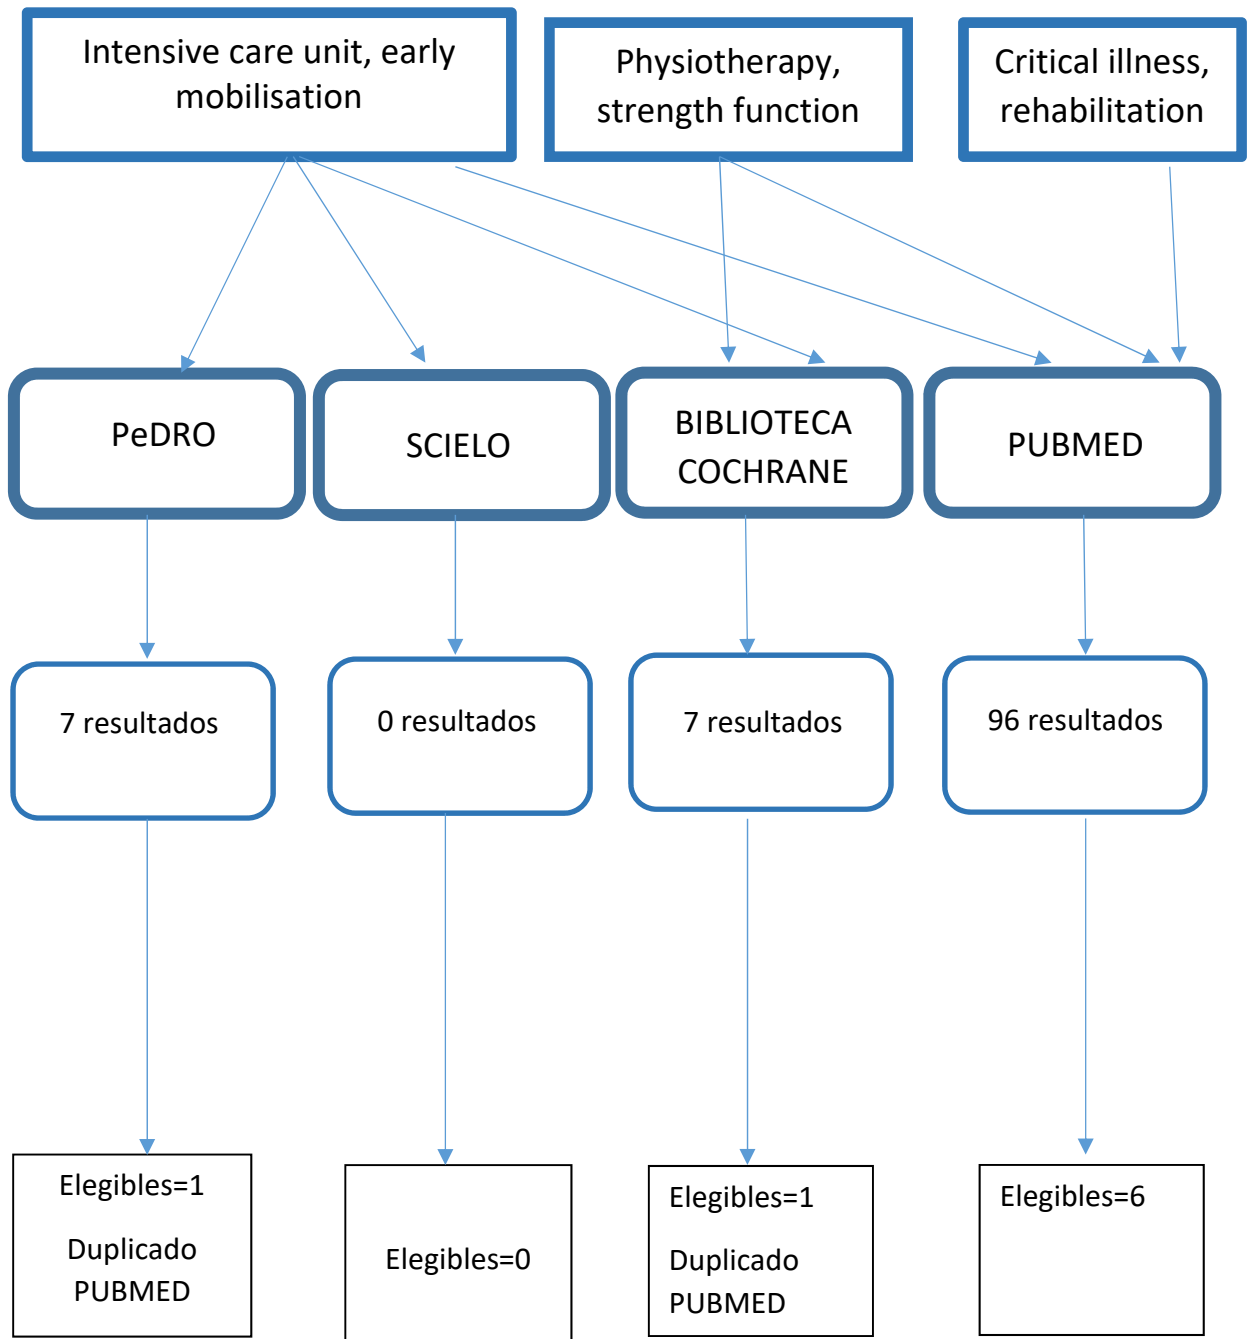 Intensive care unit, early
mobilisation
Physiotherapy,
strength function
Critical illness,
rehabilitation
PeDRO
SCIELO
BIBLIOTECA
COCHRANE
PUBMED
7 resultados
0 resultados
7 resultados
96 resultados
Elegibles=1
Duplicado
PUBMED
Elegibles=0
Elegibles=1
Duplicado
PUBMED
Elegibles=6